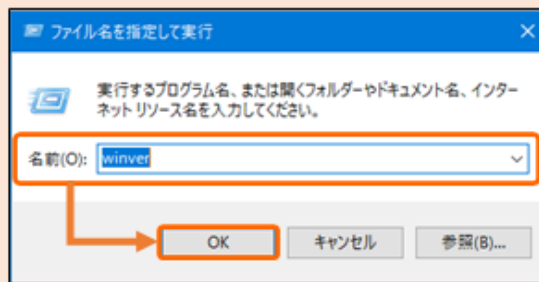 ファイル名を指定して実行
実行するプログラム名、または開くフォルダーやドキュメント名、インター
ネット リソース名を入力してください。
名前(O): winver
OK キャンセル 参照(B)...